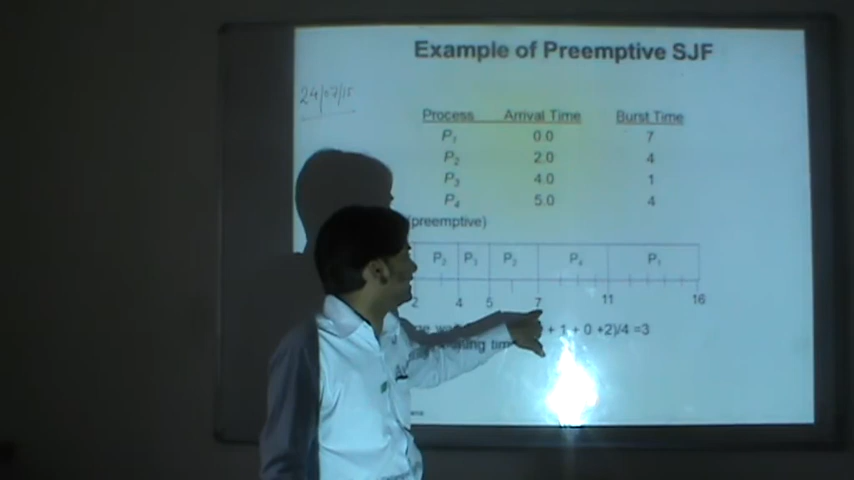 Example of Preemptive SJF
24/07/15
Process Arrival Time Burst Time
P1 0.0 7
P2 2.0 4
P3 4.0 1
P4 5.0 4
(preemptive)
P2 P3 P2 P4 P1
2 4 5 7 11 16
+ 1 + 0 +2)/4 =3